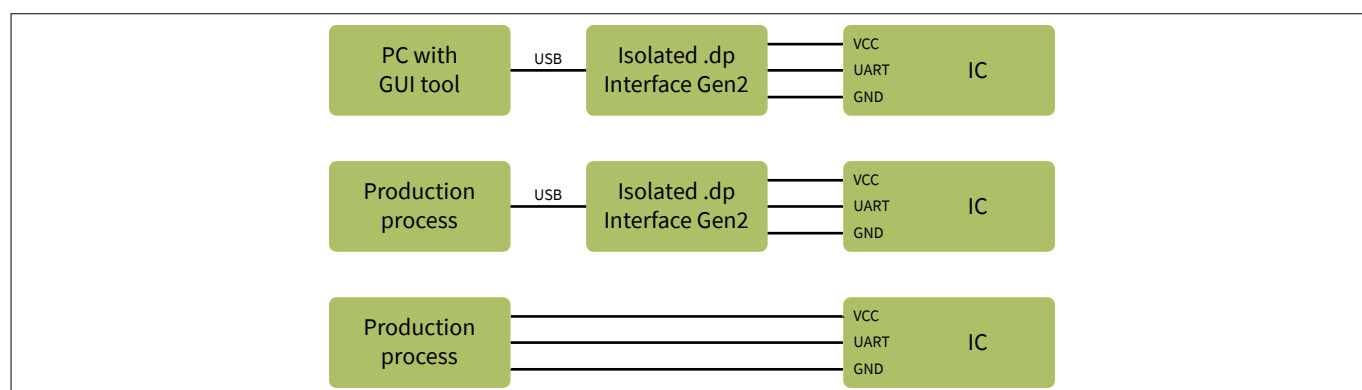 PC with
GUI tool
USB
Isolated .dp
Interface Gen2
VCC
UART
GND
IC
Production
process
USB
Isolated .dp
Interface Gen2
VCC
UART
GND
IC
Production
process
VCC
UART
GND
IC